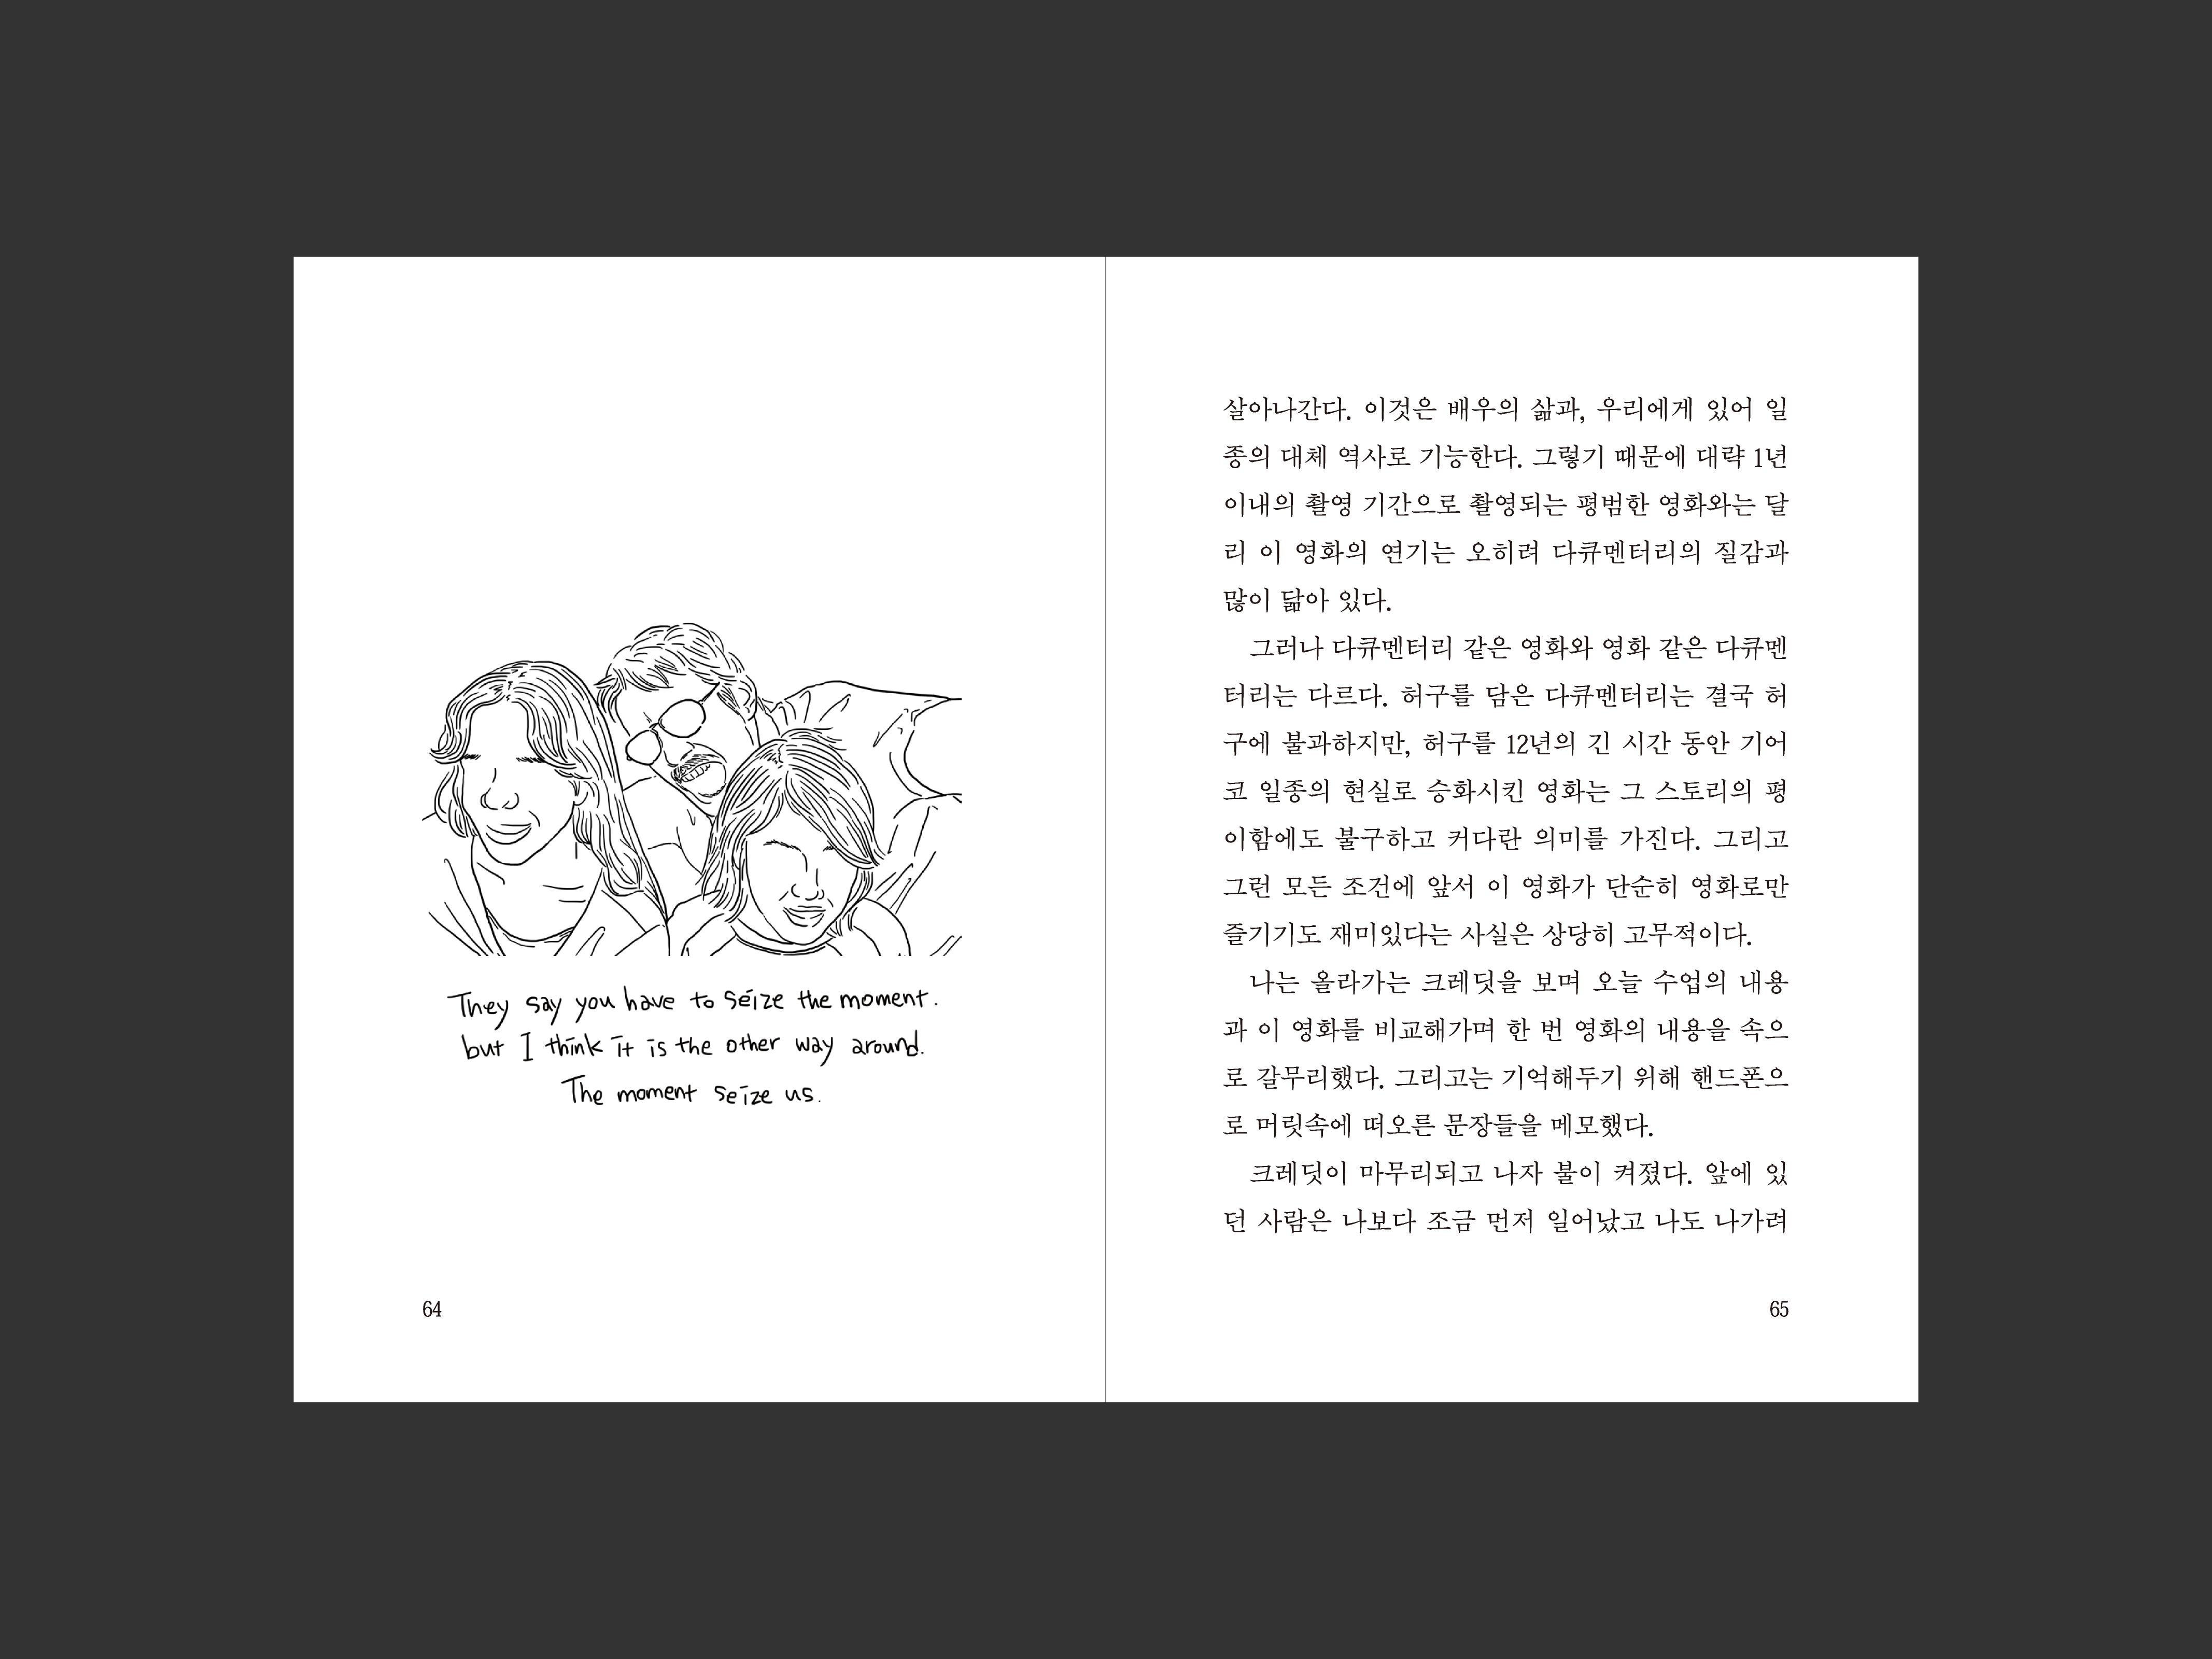 They say you have to seize the moment.
but I think it is the other way around.
The moment seize us.
64
살아나간다. 이것은 배우의 삶과, 우리에게 있어 일
종의 대체 역사로 기능한다. 그렇기 때문에 대략 1년
이내의 촬영 기간으로 촬영되는 평범한 영화와는 달
리 이 영화의 연기는 오히려 다큐멘터리의 질감과
많이 닮아 있다.
그러나 다큐멘터리 같은 영화와 영화 같은 다큐멘
터리는 다르다. 허구를 담은 다큐멘터리는 결국 허
구에 불과하지만, 허구를 12년의 긴 시간 동안 기어
코 일종의 현실로 승화시킨 영화는 그 스토리의 평
이함에도 불구하고 커다란 의미를 가진다. 그리고
그런 모든 조건에 앞서 이 영화가 단순히 영화로만
즐기기도 재미있다는 사실은 상당히 고무적이다.
나는 올라가는 크레딧을 보며 오늘 수업의 내용
과 이 영화를 비교해가며 한 번 영화의 내용을 속으
로 갈무리했다. 그리고는 기억해두기 위해 핸드폰으
로 머릿속에 떠오른 문장들을 메모했다.
크레딧이 마무리되고 나자 불이 켜졌다. 앞에 있
던 사람은 나보다 조금 먼저 일어났고 나도 나가려
65